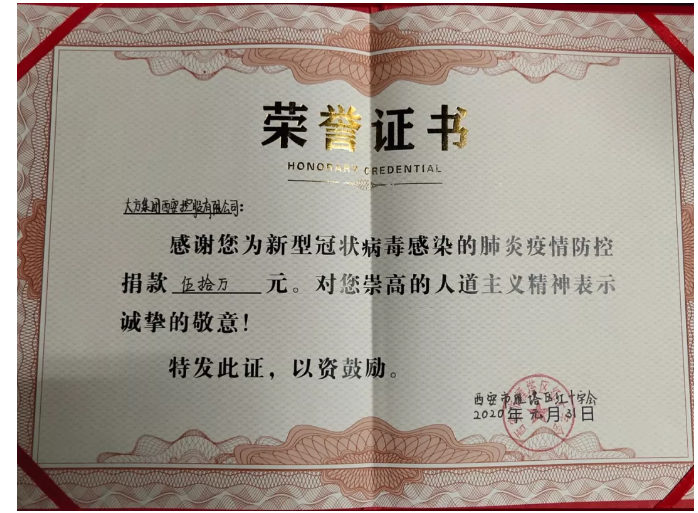 荣誉证书
HONORARY CREDENTIAL
大方集团西安控股有限公司:
感谢您为新型冠状病毒感染的肺炎疫情防控
捐款 伍拾万 元。对您崇高的人道主义精神表示
诚挚的敬意!
特发此证，以资鼓励。
西安市雁塔区红十字会
2020年元月31日